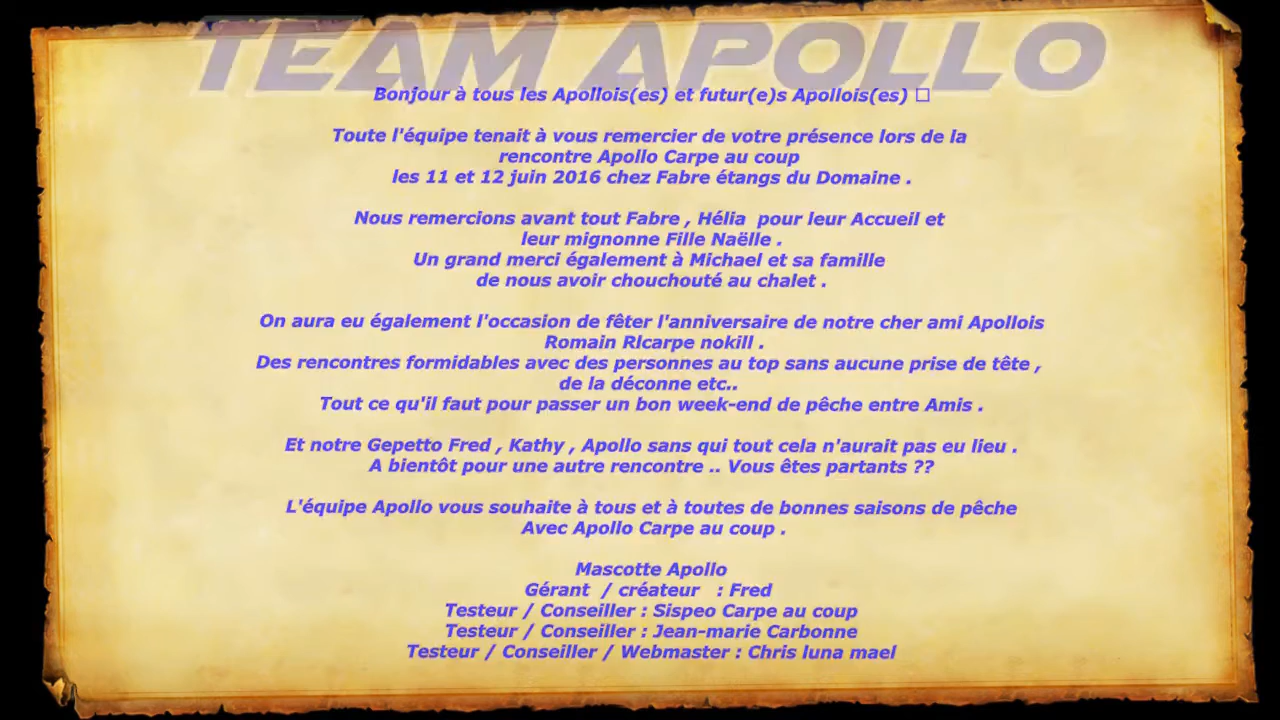 TEAM APOLLO
Bonjour à tous les Apollois(es) et futur(e)s Apollois(es) □
Toute l'équipe tenait à vous remercier de votre présence lors de la
rencontre Apollo Carpe au coup
les 11 et 12 juin 2016 chez Fabre étangs du Domaine .
Nous remercions avant tout Fabre , Hélia  pour leur Accueil et
leur mignonne Fille Naëlle .
Un grand merci également à Michael et sa famille
de nous avoir chouchouté au chalet .
On aura eu également l'occasion de fêter l'anniversaire de notre cher ami Apollois
Romain Rlcarpe nokill .
Des rencontres formidables avec des personnes au top sans aucune prise de tête ,
de la déconne etc..
Tout ce qu'il faut pour passer un bon week-end de pêche entre Amis .
Et notre Gepetto Fred , Kathy , Apollo sans qui tout cela n'aurait pas eu lieu .
A bientôt pour une autre rencontre .. Vous êtes partants ??
L'équipe Apollo vous souhaite à tous et à toutes de bonnes saisons de pêche
Avec Apollo Carpe au coup .
Mascotte Apollo
Gérant  / créateur   : Fred
Testeur / Conseiller : Sispeo Carpe au coup
Testeur / Conseiller : Jean-marie Carbonne
Testeur / Conseiller / Webmaster : Chris luna mael